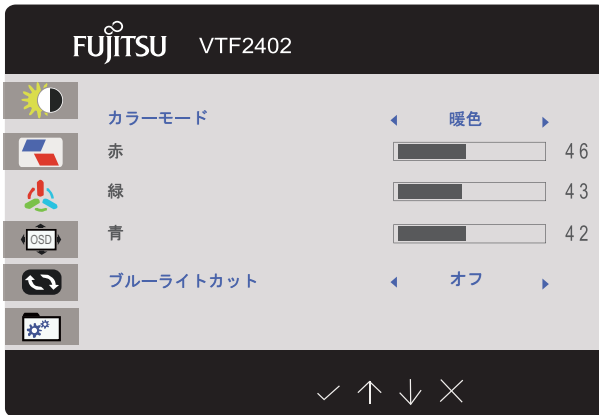 FUJITSU VTF2402
カラーモード 暖色
赤 46
緑 43
青 42
OSD
ブルーライトカット オフ